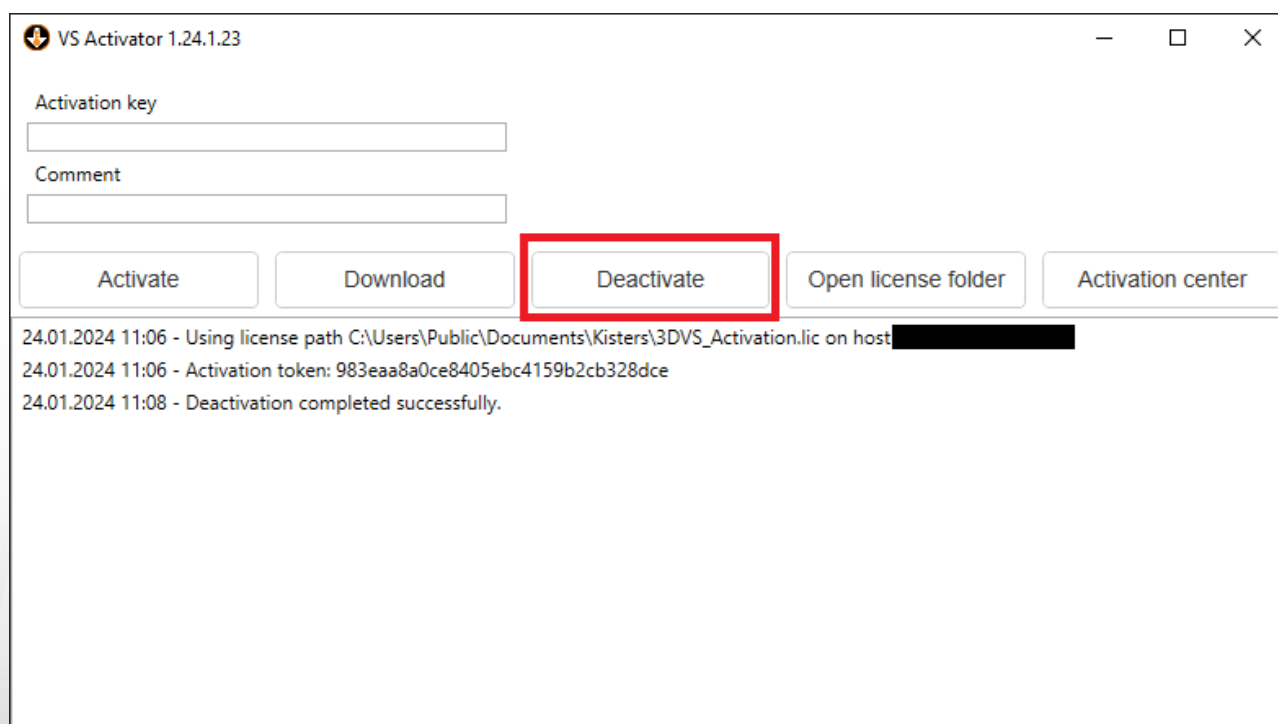 VS Activator 1.24.1.23
Activation key
Comment
Activate
Download
Deactivate
Open license folder
Activation center
24.01.2024 11:06 - Using license path C:\Users\Public\Documents\Kisters\3DVS_Activation.lic on host
24.01.2024 11:06 - Activation token: 983eaa8a0ce8405ebc4159b2cb328dce
24.01.2024 11:08 - Deactivation completed successfully.